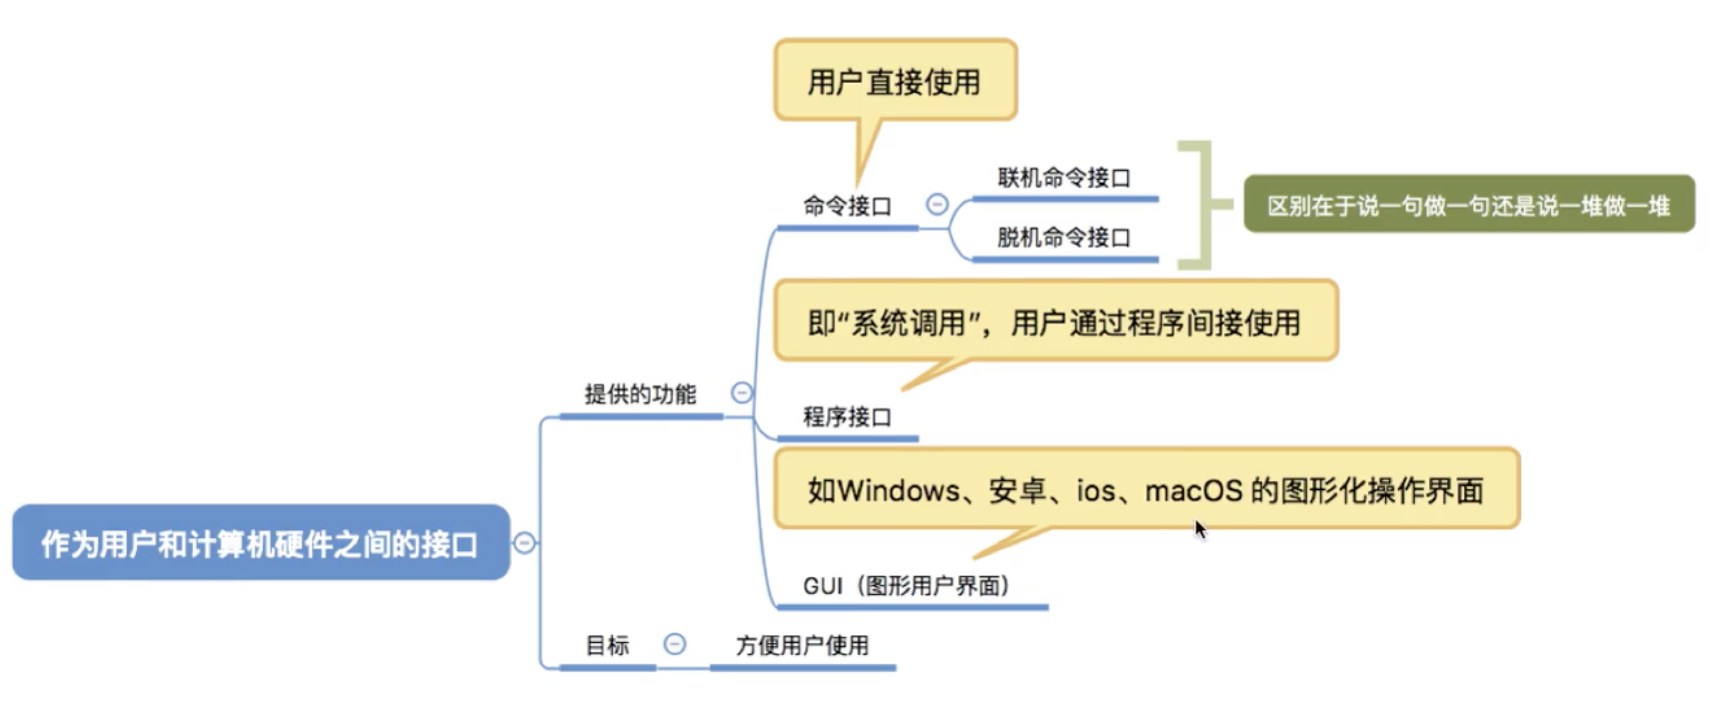 用户直接使用
联机命令接口
命令接口
区别在于说一句做一句还是说一堆做一堆
脱机命令接口
即“系统调用”，用户通过程序间接使用
提供的功能
程序接口
如Windows、安卓、ios、macOS 的图形化操作界面
作为用户和计算机硬件之间的接口
GUI（图形用户界面）
目标
方便用户使用